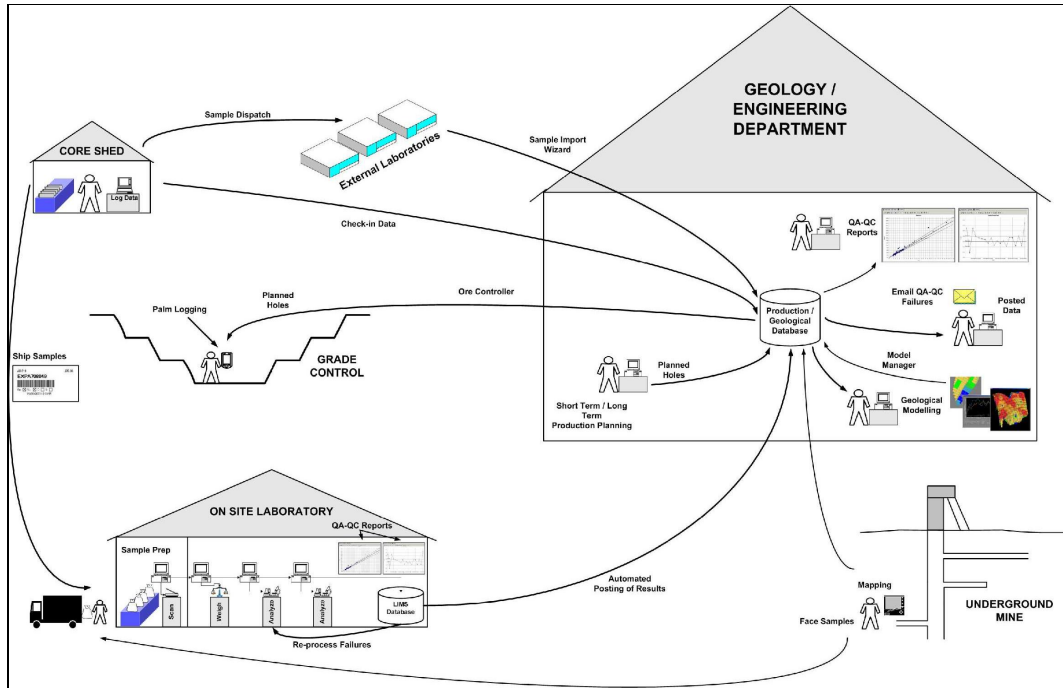 GEOLOGY /
ENGINEERING
DEPARTMENT
Sample Dispatch
CORE SHED
Log Data
External Laboratories
Sample Import
Wizard
Check-in Data
QA-QC
Reports
Email QA-QC
Failures
Posted
Data
Production /
Geological
Database
Ore Controller
Planned
Holes
Palm Logging
GRADE
CONTROL
Ship Samples
Planned
Holes
Short Term / Long
Term
Production Planning
Model
Manager
Geological
Modelling
ON SITE LABORATORY
QA-QC Reports
Sample Prep
Scan
Weigh
Analyze
Analyze
LIMS
Database
Re-process Failures
Automated
Posting of Results
Mapping
Face Samples
UNDERGROUND
MINE